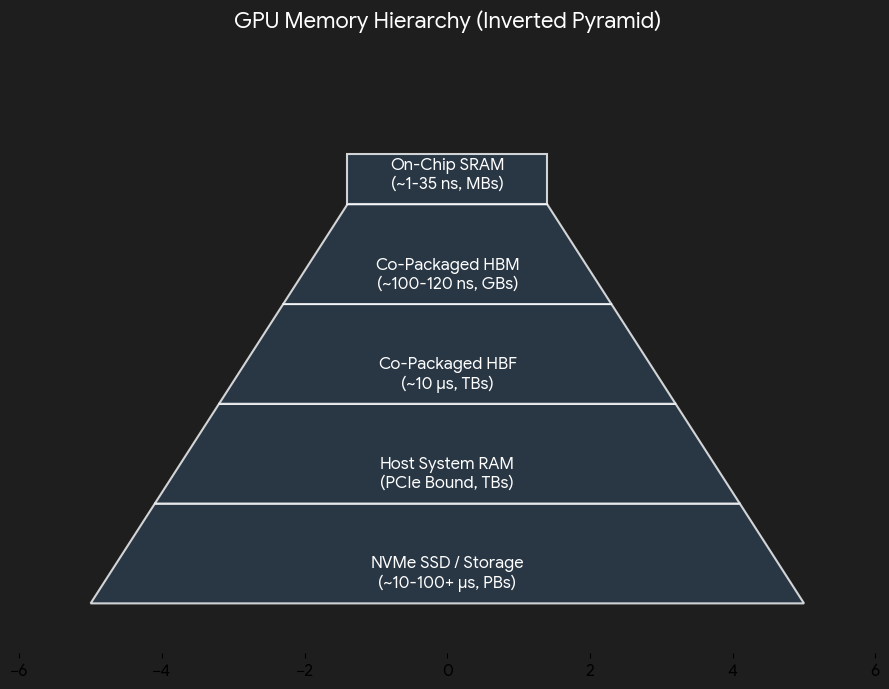 GPU Memory Hierarchy (Inverted Pyramid)
On-Chip SRAM
(~1-35 ns, MBs)
Co-Packaged HBM
(~100-120 ns, GBs)
Co-Packaged HBF
(~10 µs, TBs)
Host System RAM
(PCIe Bound, TBs)
NVMe SSD / Storage
(~10-100+ µs, PBs)
−6 −4 −2 0 2 4 6